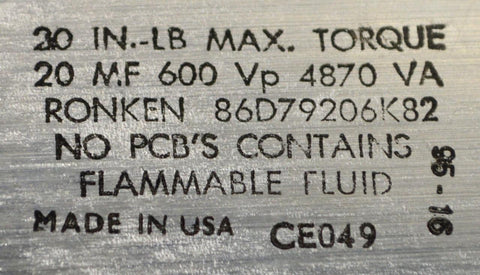 30 IN.-LB MAX. TORQUE
20 MF 600 Vp 4870 VA
RONKEN 86D79206K82
NO PCB'S CONTAINS
FLAMMABLE FLUID
MADE IN USA CE049
95-16